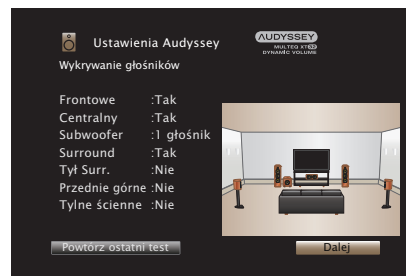 Ustawienia Audyssey
AUDYSSEY
MULTEQ XT32
DYNAMIC VOLUME
Wykrywanie głośników
Frontowe :Tak
Centralny :Tak
Subwoofer :1 głośnik
Surround :Tak
Tył Surr. :Nie
Przednie górne :Nie
Tylne ścienne :Nie
Powtórz ostatni test
Dalej